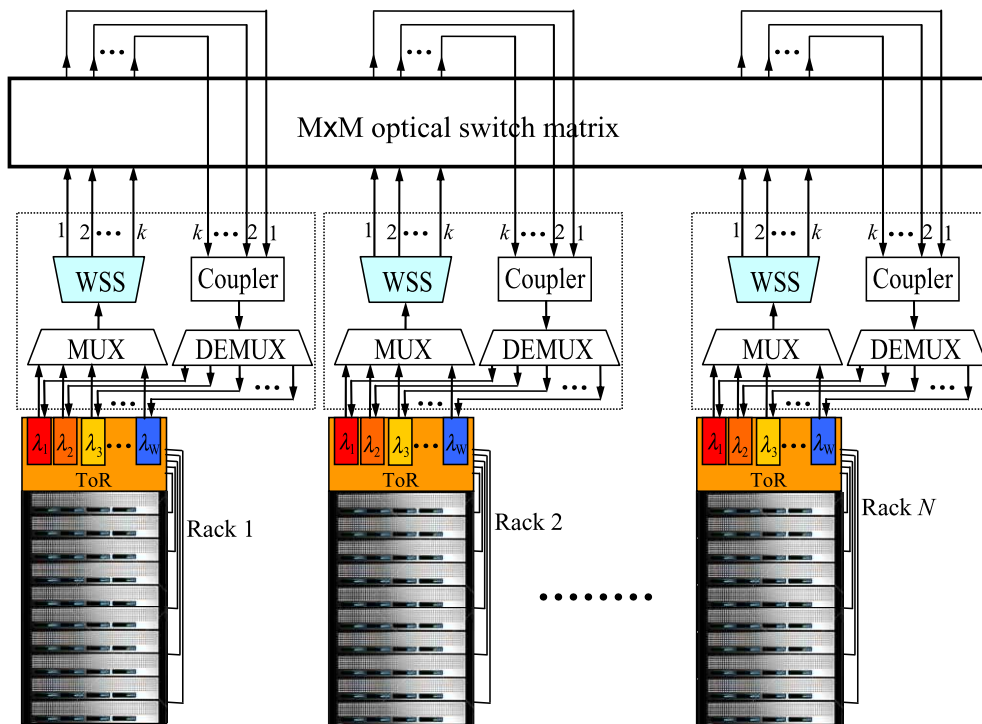 MxM optical switch matrix
1 2 ••• k k ••• 2 1
1 2 ••• k k ••• 2 1
1 2 ••• k k ••• 2 1
WSS Coupler
WSS Coupler
WSS Coupler
MUX DEMUX
MUX DEMUX
MUX DEMUX
λ1 λ2 λ3 ••• λW
ToR
Rack 1
λ1 λ2 λ3 ••• λW
ToR
Rack 2
λ1 λ2 λ3 ••• λW
ToR
Rack N